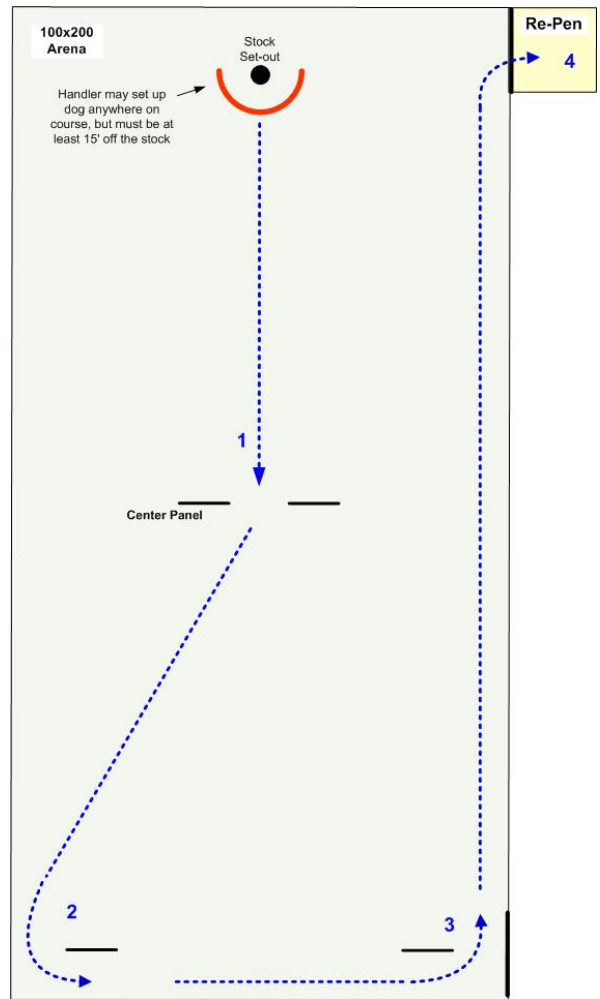 100x200
Arena
Stock
Set-out
Re-Pen
4
Handler may set up
dog anywhere on
course, but must be at
least 15' off the stock
1
Center Panel
2
3